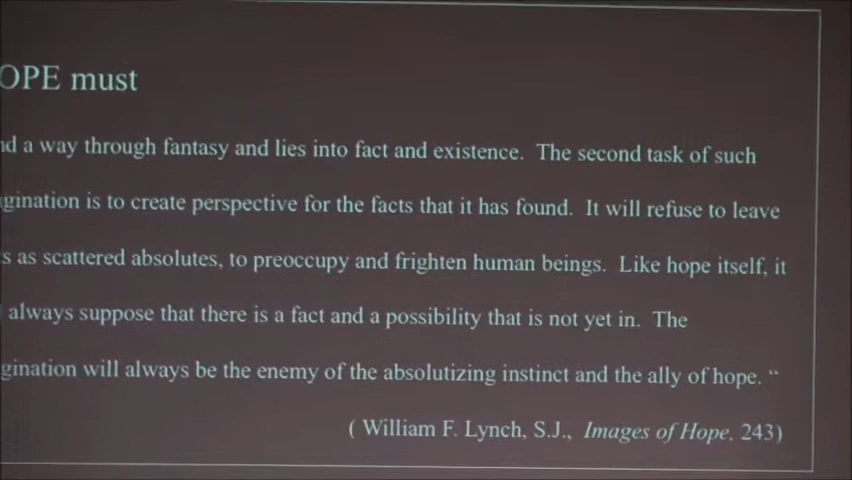 OPE must
nd a way through fantasy and lies into fact and existence. The second task of such
gination is to create perspective for the facts that it has found. It will refuse to leave
s as scattered absolutes, to preoccupy and frighten human beings. Like hope itself, it
always suppose that there is a fact and a possibility that is not yet in. The
gination will always be the enemy of the absolutizing instinct and the ally of hope. “
( William F. Lynch, S.J., Images of Hope, 243)